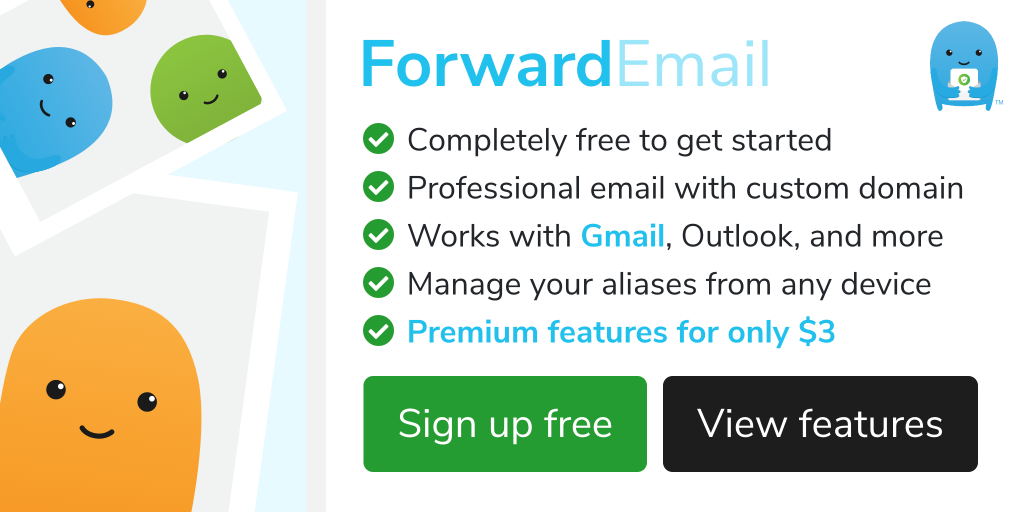 ForwardEmail
TM
Completely free to get started
Professional email with custom domain
Works with Gmail, Outlook, and more
Manage your aliases from any device
Premium features for only $3
Sign up free
View features